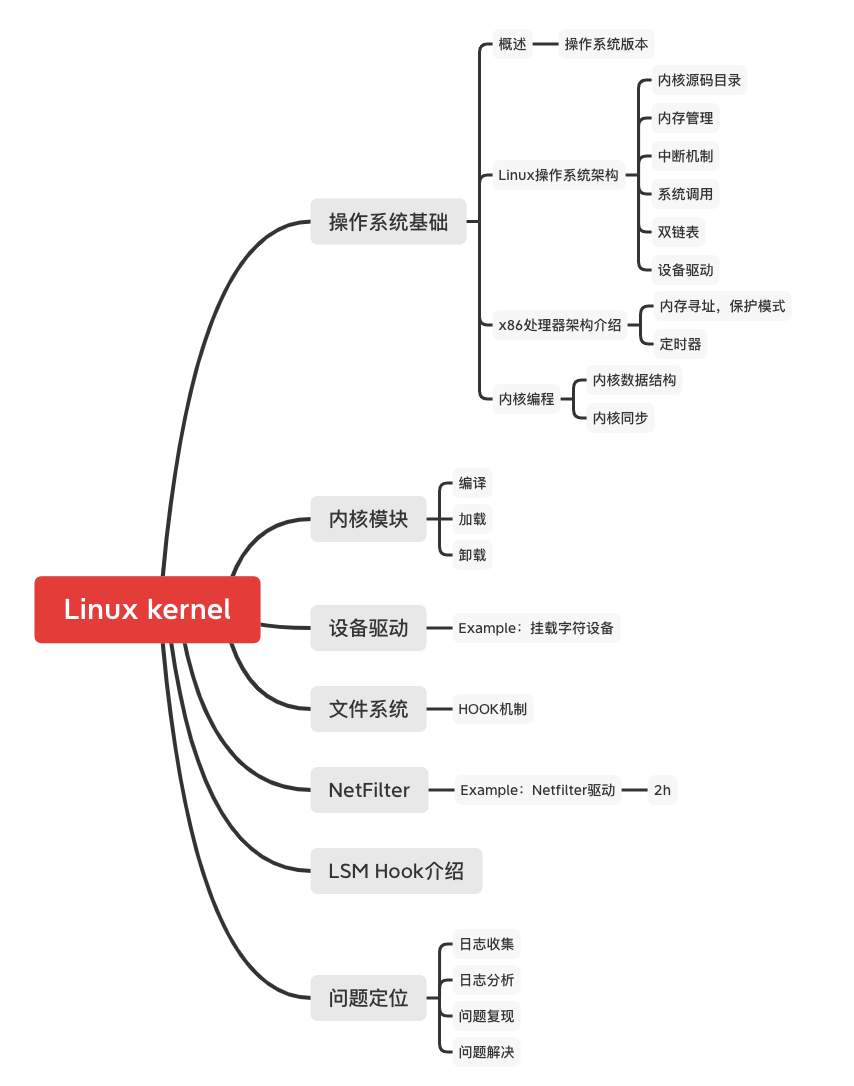 Linux kernel
操作系统基础
概述
操作系统版本
Linux操作系统架构
内核源码目录
内存管理
中断机制
系统调用
双链表
设备驱动
x86处理器架构介绍
内存寻址，保护模式
定时器
内核编程
内核数据结构
内核同步
内核模块
编译
加载
卸载
设备驱动
Example：挂载字符设备
文件系统
HOOK机制
NetFilter
Example：Netfilter驱动
2h
LSM Hook介绍
问题定位
日志收集
日志分析
问题复现
问题解决